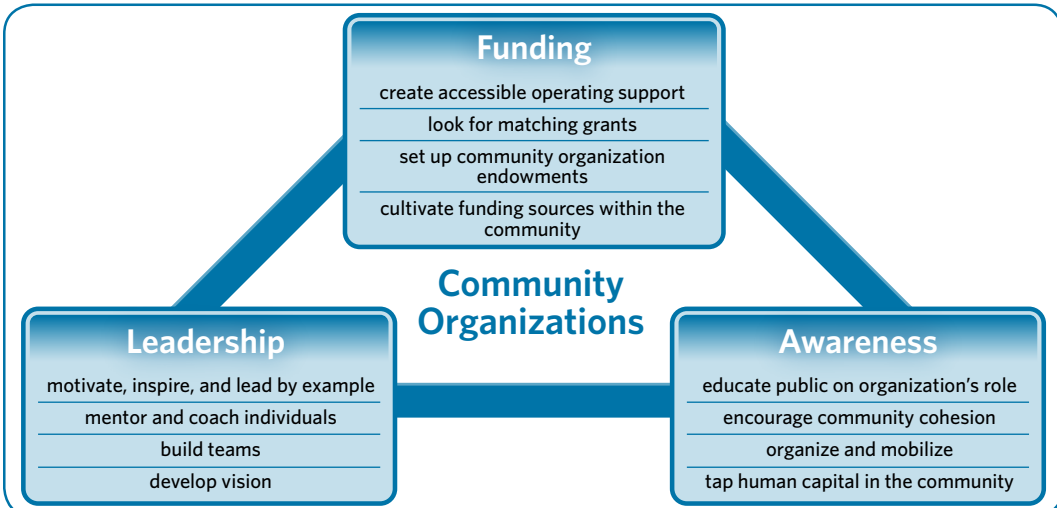 Funding
create accessible operating support
look for matching grants
set up community organization
endowments
cultivate funding sources within the
community
Community
Organizations
Leadership
motivate, inspire, and lead by example
mentor and coach individuals
build teams
develop vision
Awareness
educate public on organization's role
encourage community cohesion
organize and mobilize
tap human capital in the community